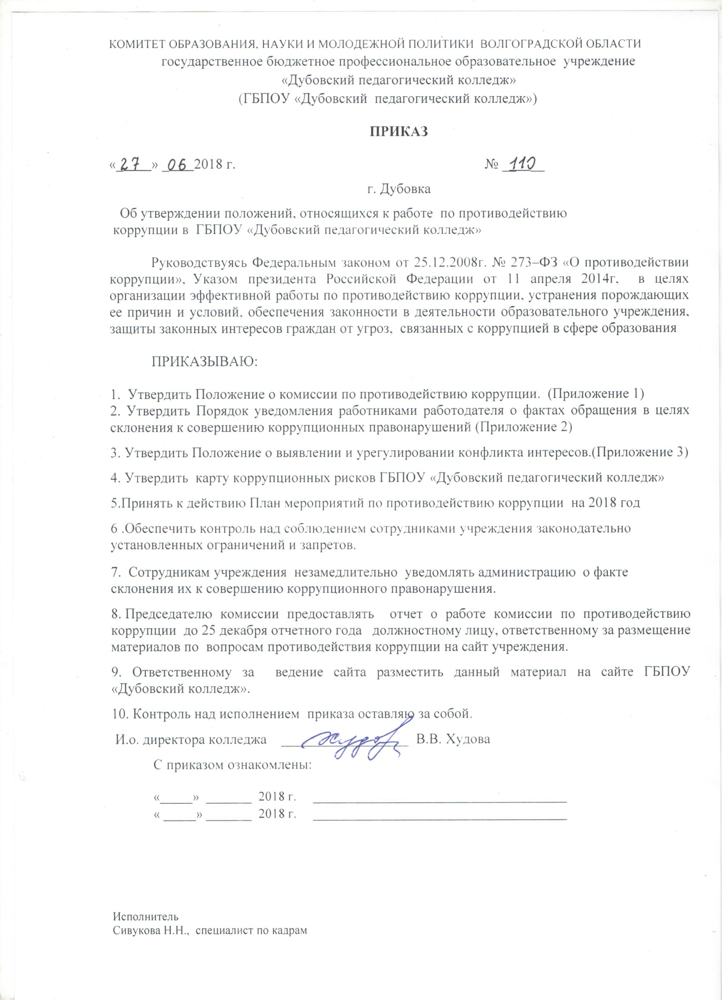 КОМИТЕТ ОБРАЗОВАНИЯ, НАУКИ И МОЛОДЕЖНОЙ ПОЛИТИКИ ВОЛГОГРАДСКОЙ ОБЛАСТИ
государственное бюджетное профессиональное образовательное учреждение
«Дубовский педагогический колледж»
(ГБПОУ «Дубовский педагогический колледж»)
ПРИКАЗ
«27» 06 2018 г. № 110
г. Дубовка
Об утверждении положений, относящихся к работе по противодействию
коррупции в ГБПОУ «Дубовский педагогический колледж»
Руководствуясь Федеральным законом от 25.12.2008г. № 273–ФЗ «О противодействии
коррупции», Указом президента Российской Федерации от 11 апреля 2014г, в целях
организации эффективной работы по противодействию коррупции, устранения порождающих
ее причин и условий, обеспечения законности в деятельности образовательного учреждения,
защиты законных интересов граждан от угроз, связанных с коррупцией в сфере образования
ПРИКАЗЫВАЮ:
1. Утвердить Положение о комиссии по противодействию коррупции. (Приложение 1)
2. Утвердить Порядок уведомления работниками работодателя о фактах обращения в целях
склонения к совершению коррупционных правонарушений (Приложение 2)
3. Утвердить Положение о выявлении и урегулировании конфликта интересов.(Приложение 3)
4. Утвердить карту коррупционных рисков ГБПОУ «Дубовский педагогический колледж»
5.Принять к действию План мероприятий по противодействию коррупции на 2018 год
6 .Обеспечить контроль над соблюдением сотрудниками учреждения законодательно
установленных ограничений и запретов.
7. Сотрудникам учреждения незамедлительно уведомлять администрацию о факте
склонения их к совершению коррупционного правонарушения.
8. Председателю комиссии предоставлять отчет о работе комиссии по противодействию
коррупции до 25 декабря отчетного года должностному лицу, ответственному за размещение
материалов по вопросам противодействия коррупции на сайт учреждения.
9. Ответственному за ведение сайта разместить данный материал на сайте ГБПОУ
«Дубовский колледж».
10. Контроль над исполнением приказа оставляю за собой.
И.о. директора колледжа ____________ В.В. Худова
С приказом ознакомлены:
«_____» _______ 2018 г. ____________
« _____» _______ 2018 г. ____________
Исполнитель
Сивукова Н.Н., специалист по кадрам